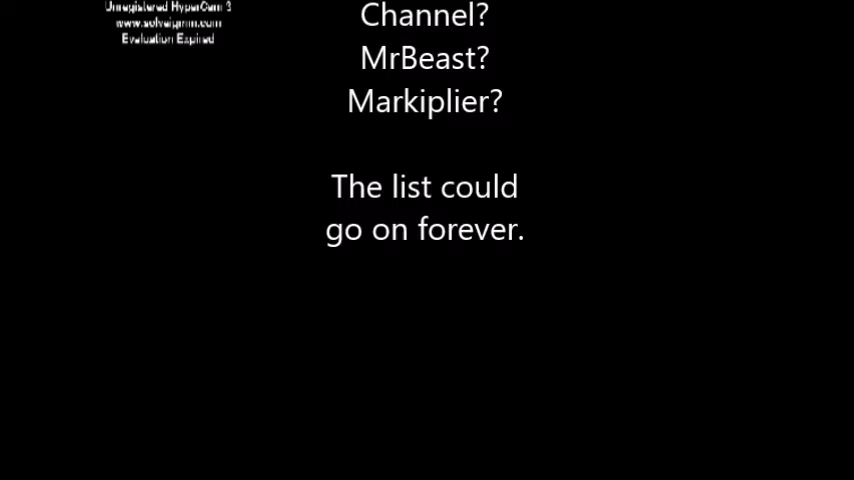 Unregistered HyperCam 3
www.solveigmm.com
Evaluation Expired
Channel?
MrBeast?
Markiplier?
The list could
go on forever.